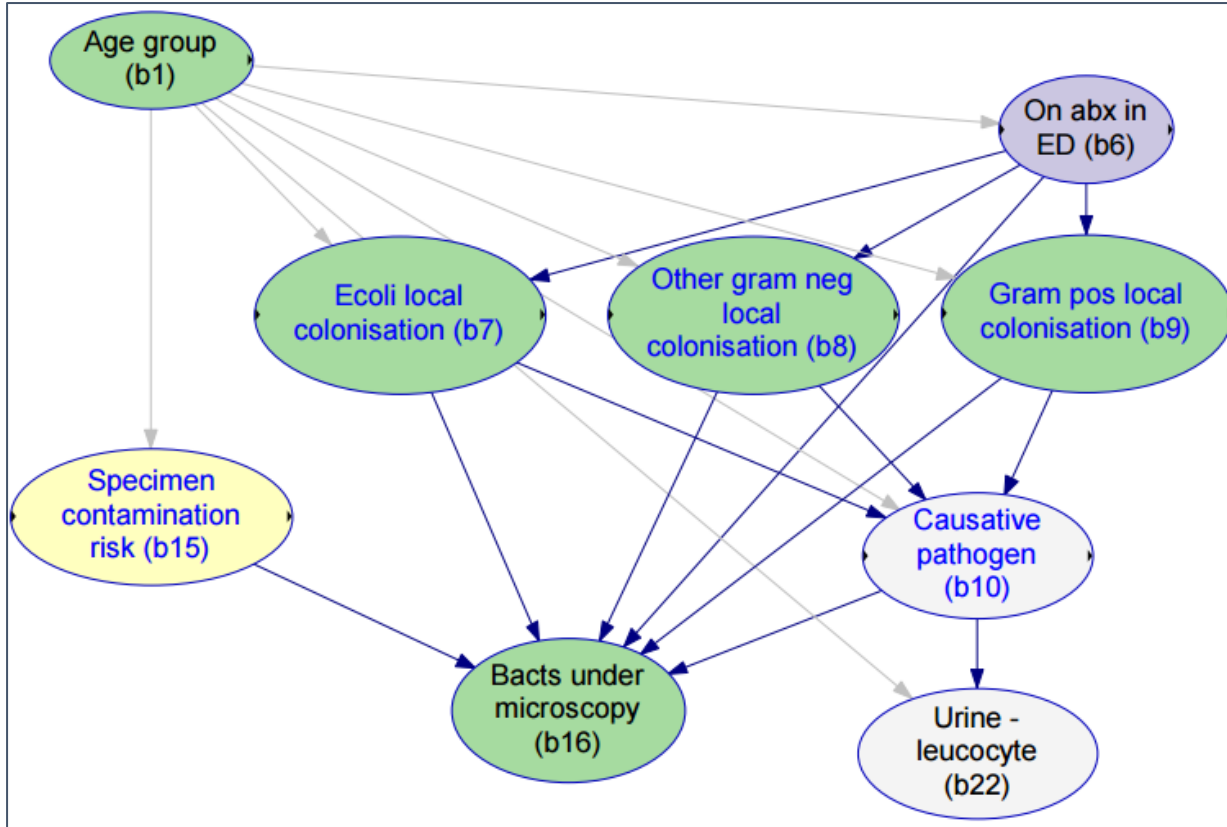 Age group
(b1)
On abx in
ED (b6)
Ecoli local
colonisation (b7)
Other gram neg
local
colonisation (b8)
Gram pos local
colonisation (b9)
Specimen
contamination
risk (b15)
Causative
pathogen
(b10)
Bacts under
microscopy
(b16)
Urine -
leucocyte
(b22)